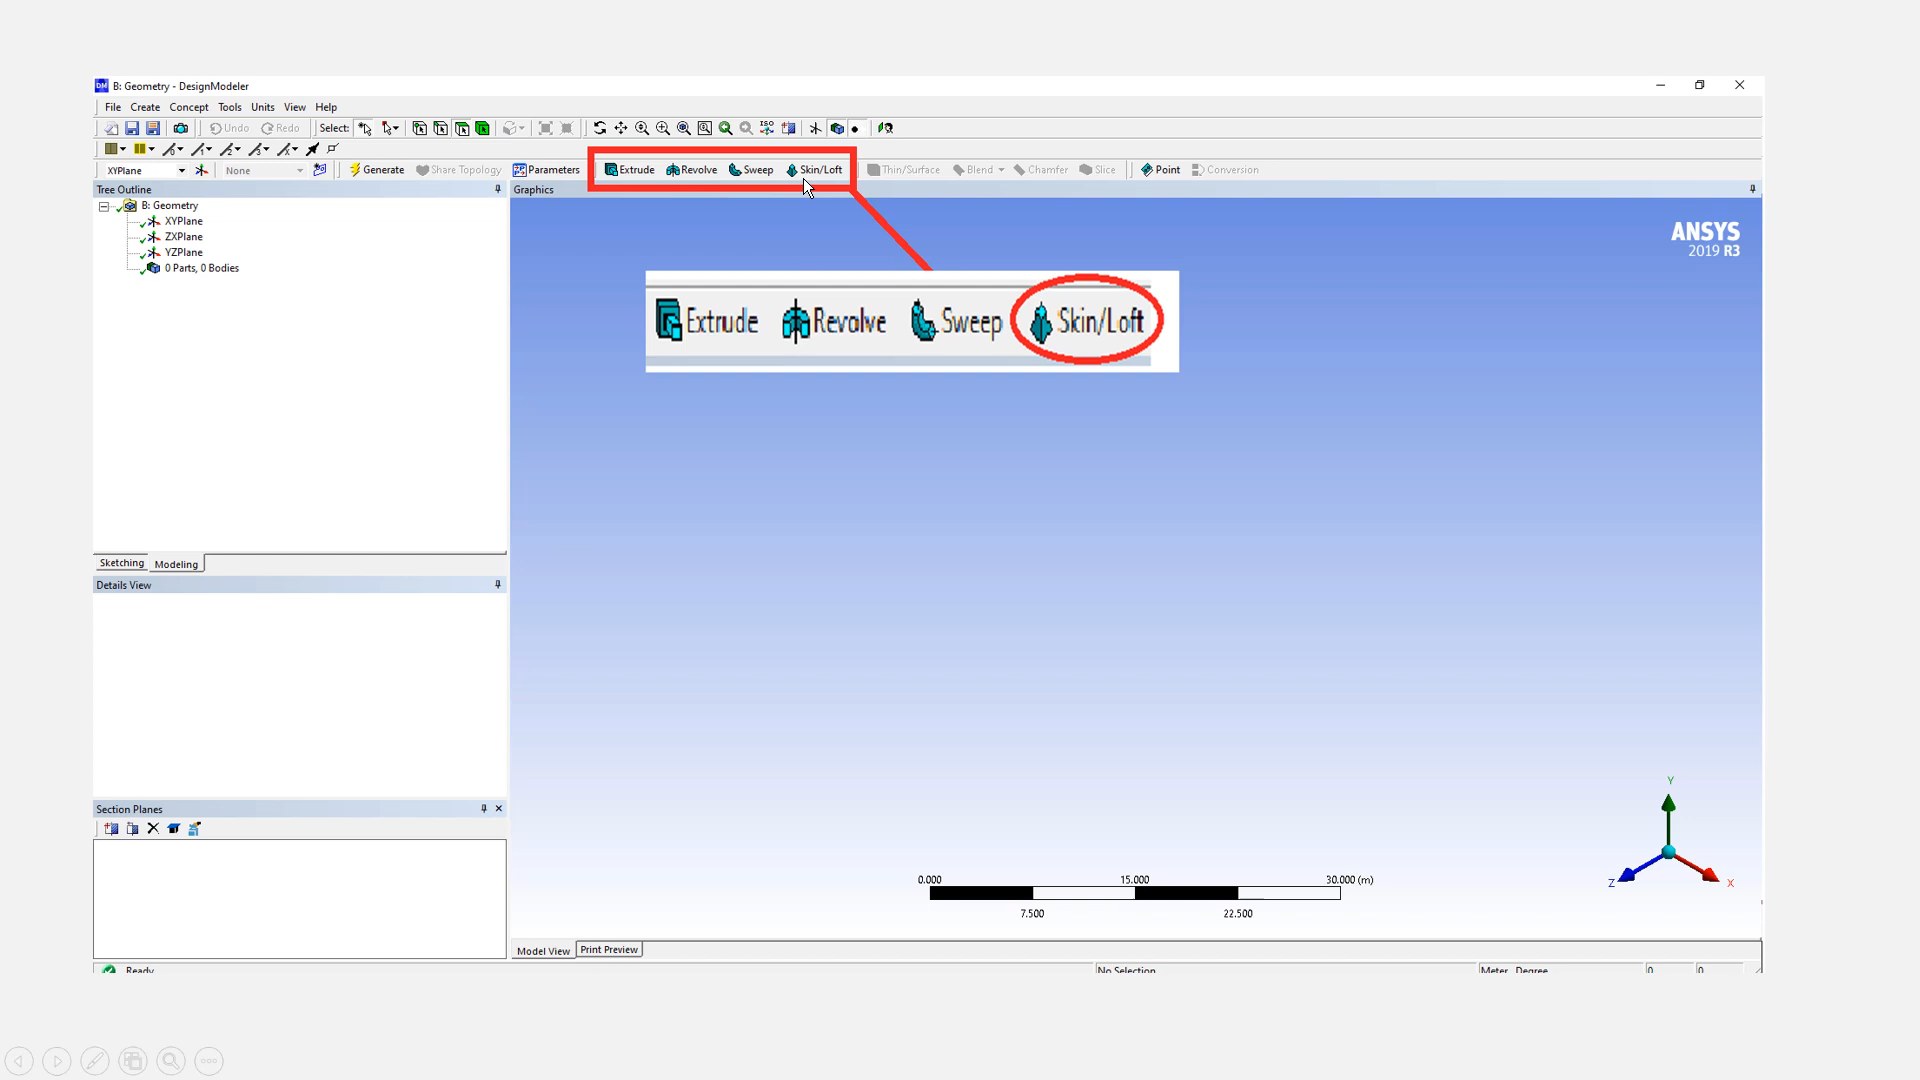 DM B: Geometry - DesignModeler
File Create Concept Tools Units View Help
Undo Redo Select: ISO
XYPlane None Generate Share Topology Parameters Extrude Revolve Sweep Skin/Loft Thin/Surface Blend Chamfer Slice Point Conversion
Tree Outline
Graphics
B: Geometry
XYPlane
ZXPlane
YZPlane
0 Parts, 0 Bodies
ANSYS
2019 R3
Extrude Revolve Sweep Skin/Loft
Sketching Modeling
Details View
Section Planes
Y
Z
X
0.000 15.000 30.000 (m)
7.500 22.500
Model View Print Preview
Ready
No Selection
Meter Degree 0 0